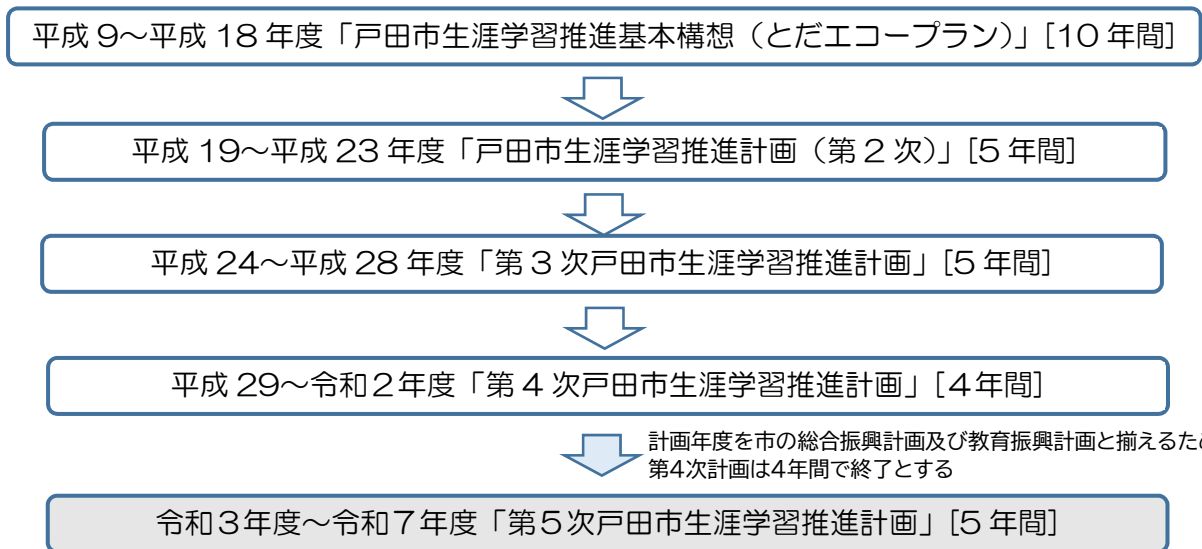 平成 9～平成 18 年度「戸田市生涯学習推進基本構想（とだエコープラン）」[10 年間]
平成 19～平成 23 年度「戸田市生涯学習推進計画（第 2 次）」[5 年間]
平成 24～平成 28 年度「第 3 次戸田市生涯学習推進計画」[5 年間]
平成 29～令和２年度「第 4 次戸田市生涯学習推進計画」[４年間]
計画年度を市の総合振興計画及び教育振興計画と揃えるため
第4次計画は4年間で終了とする
令和３年度～令和７年度「第５次戸田市生涯学習推進計画」[５年間]